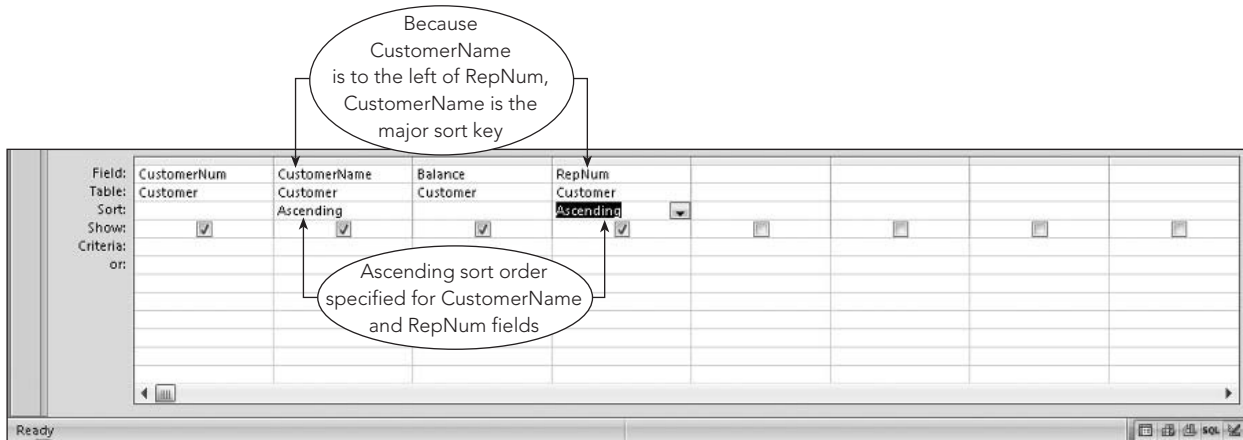 Because
CustomerName
is to the left of RepNum,
CustomerName is the
major sort key
Field: CustomerNum CustomerName Balance RepNum
Table: Customer Customer Customer Customer
Sort: Ascending Ascending
Show:
Criteria:
or:
Ascending sort order
specified for CustomerName
and RepNum fields
Ready SQL